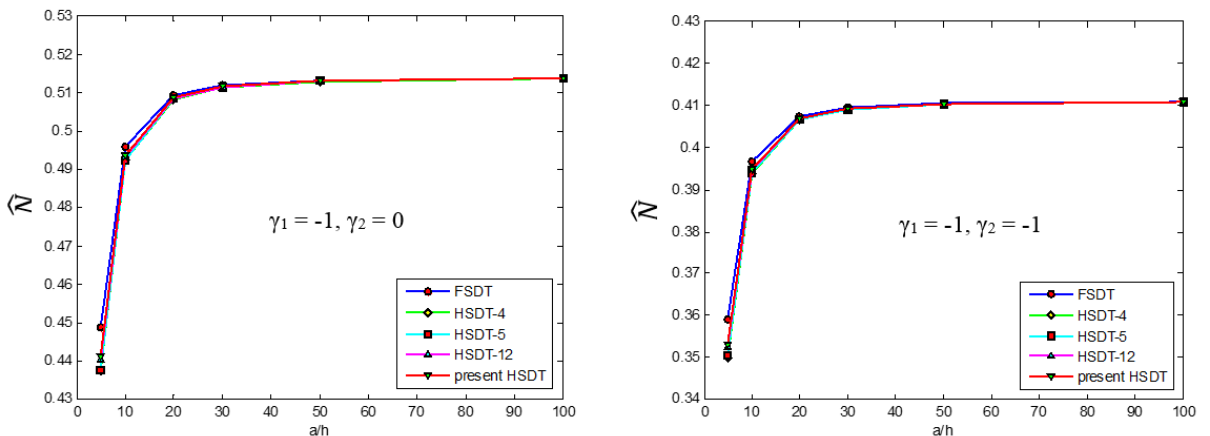 0.53
0.52
0.51
0.5
0.49
0.48
0.47
0.46
0.45
0.44
0.43
N̂
γ1 = -1, γ2 = 0
FSDT
HSDT-4
HSDT-5
HSDT-12
present HSDT
0 10 20 30 40 50 60 70 80 90 100
a/h
0.43
0.42
0.41
0.4
0.39
0.38
0.37
0.36
0.35
0.34
N̂
γ1 = -1, γ2 = -1
FSDT
HSDT-4
HSDT-5
HSDT-12
present HSDT
0 10 20 30 40 50 60 70 80 90 100
a/h